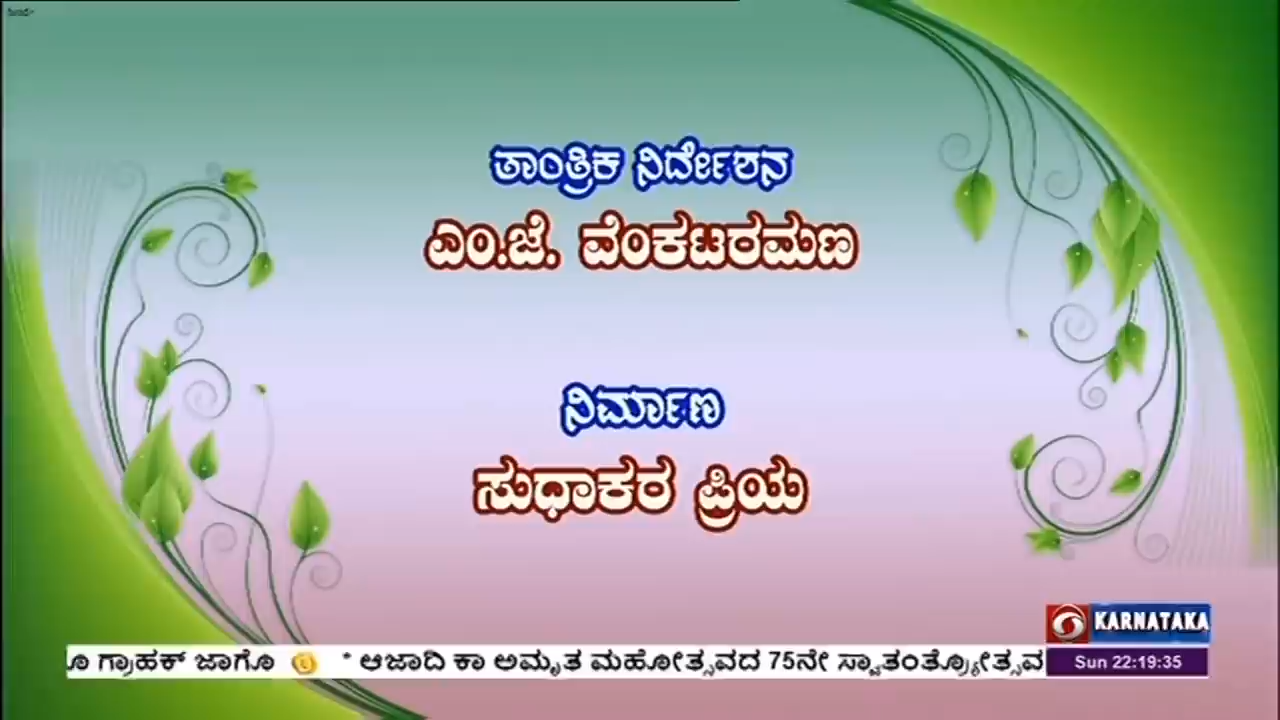 ತಾಂತ್ರಿಕ ನಿರ್ದೇಶನ
ಎಂ.ಜೆ. ವೆಂಕಟರಮಣ
ನಿರ್ಮಾಣ
ಸುಧಾಕರ ಪ್ರಿಯ
KARNATAKA
ಗ್ರಾಹಕ್ ಜಾಗೊ * ಆಜಾದಿ ಕಾ ಅಮೃತ ಮಹೋತ್ಸವದ 75ನೇ ಸ್ವಾತಂತ್ರ್ಯೋತ್ಸವ
Sun 22:19:35